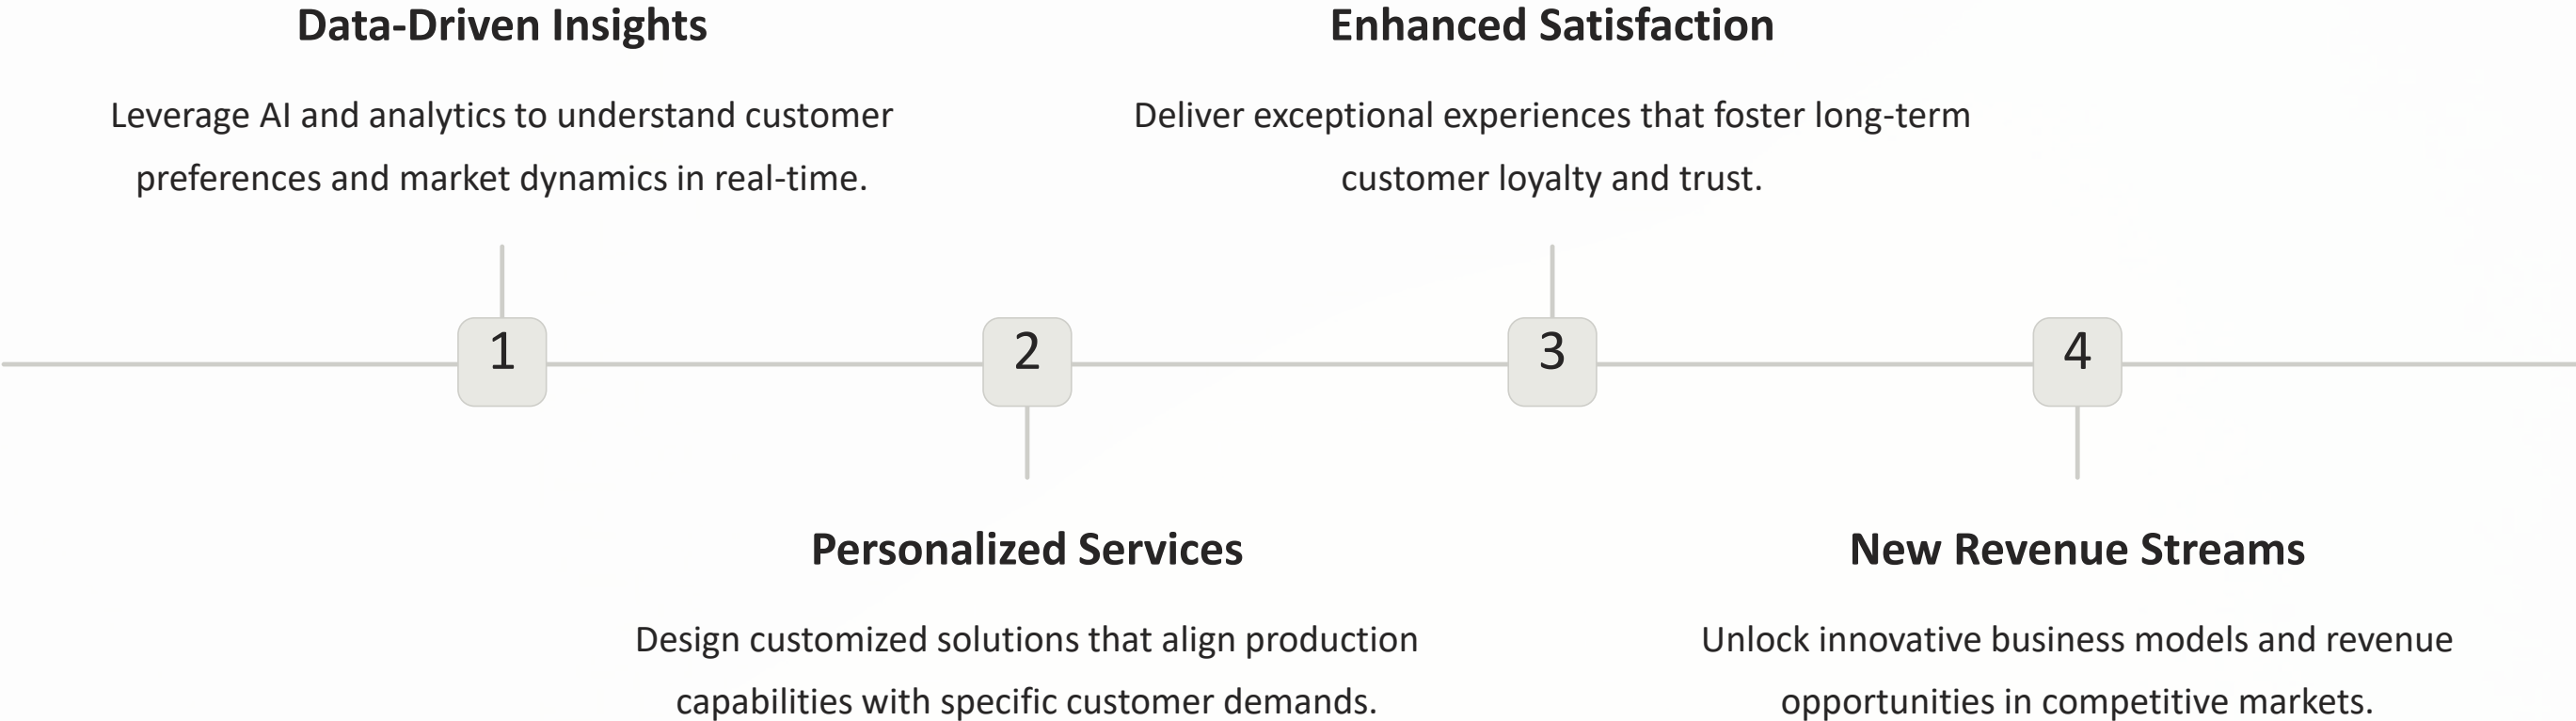 Data-Driven Insights
Leverage AI and analytics to understand customer
preferences and market dynamics in real-time.
Enhanced Satisfaction
Deliver exceptional experiences that foster long-term
customer loyalty and trust.
1
2
3
4
Personalized Services
Design customized solutions that align production
capabilities with specific customer demands.
New Revenue Streams
Unlock innovative business models and revenue
opportunities in competitive markets.